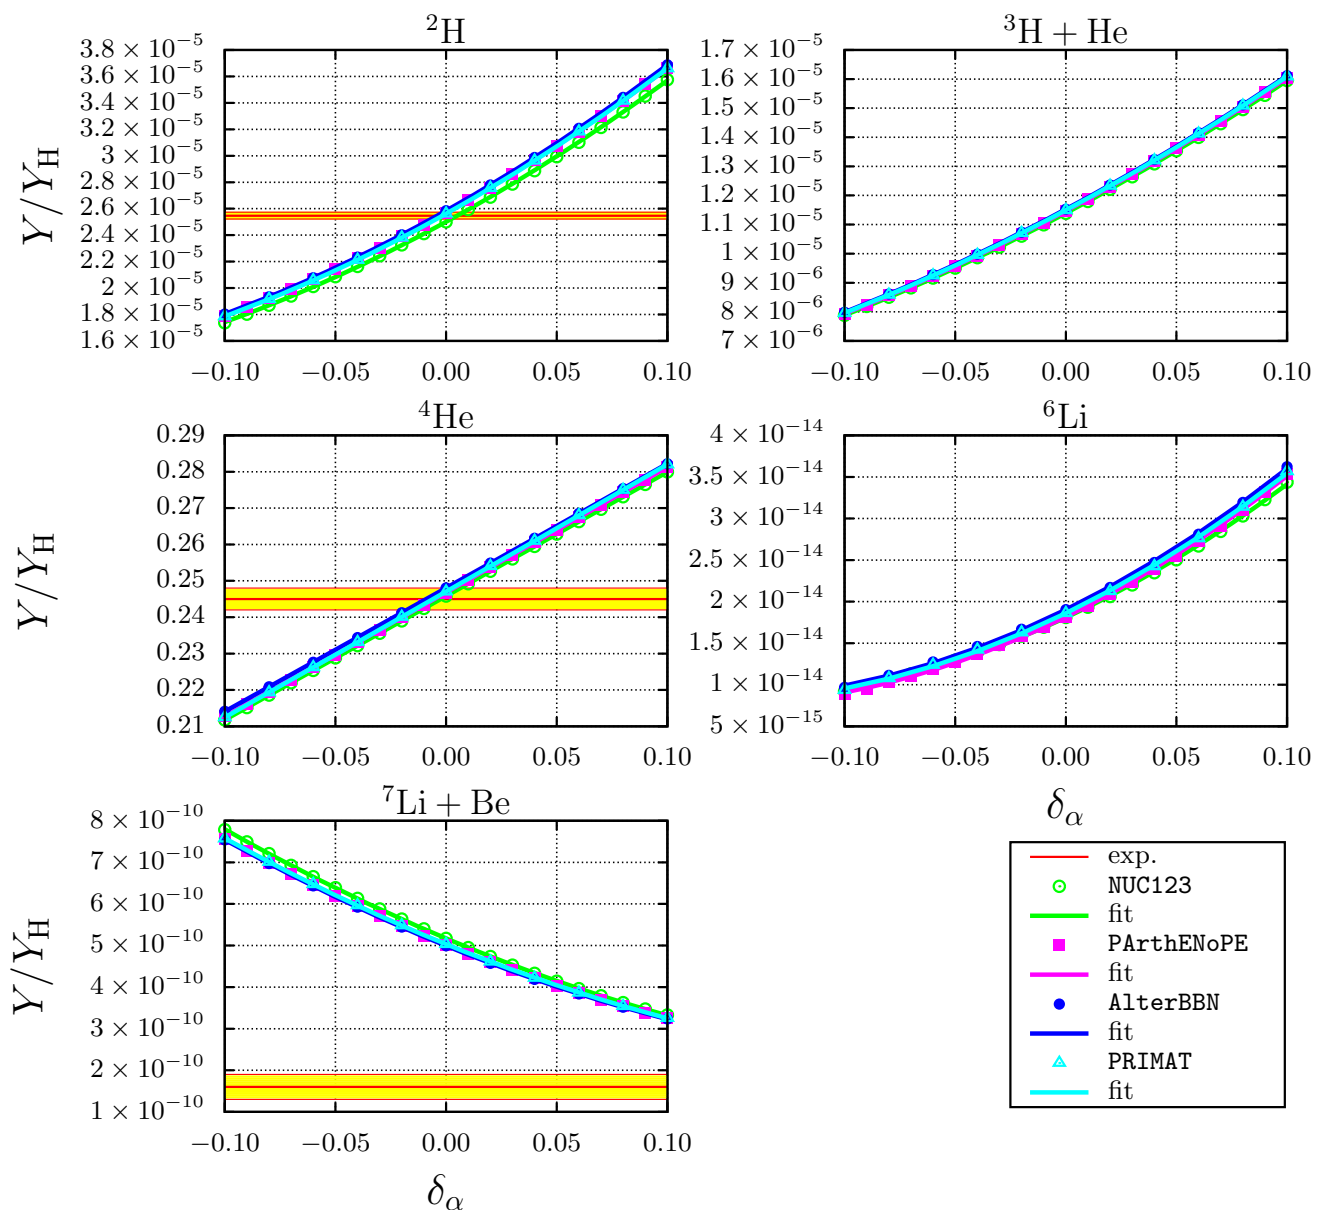 ²H
3.8 × 10⁻⁵
3.6 × 10⁻⁵
3.4 × 10⁻⁵
3.2 × 10⁻⁵
3 × 10⁻⁵
2.8 × 10⁻⁵
2.6 × 10⁻⁵
2.4 × 10⁻⁵
2.2 × 10⁻⁵
2 × 10⁻⁵
1.8 × 10⁻⁵
1.6 × 10⁻⁵
Y/Y_H
−0.10 −0.05 0.00 0.05 0.10
³H + He
1.7 × 10⁻⁵
1.6 × 10⁻⁵
1.5 × 10⁻⁵
1.4 × 10⁻⁵
1.3 × 10⁻⁵
1.2 × 10⁻⁵
1.1 × 10⁻⁵
1 × 10⁻⁵
9 × 10⁻⁶
8 × 10⁻⁶
7 × 10⁻⁶
−0.10 −0.05 0.00 0.05 0.10
⁴He
0.29
0.28
0.27
0.26
0.25
0.24
0.23
0.22
0.21
Y/Y_H
−0.10 −0.05 0.00 0.05 0.10
⁶Li
4 × 10⁻¹⁴
3.5 × 10⁻¹⁴
3 × 10⁻¹⁴
2.5 × 10⁻¹⁴
2 × 10⁻¹⁴
1.5 × 10⁻¹⁴
1 × 10⁻¹⁴
5 × 10⁻¹⁵
−0.10 −0.05 0.00 0.05 0.10
δ_α
⁷Li + Be
8 × 10⁻¹⁰
7 × 10⁻¹⁰
6 × 10⁻¹⁰
5 × 10⁻¹⁰
4 × 10⁻¹⁰
3 × 10⁻¹⁰
2 × 10⁻¹⁰
1 × 10⁻¹⁰
Y/Y_H
−0.10 −0.05 0.00 0.05 0.10
δ_α
exp.
NUC123
fit
PArthENoPE
fit
AlterBBN
fit
PRIMAT
fit